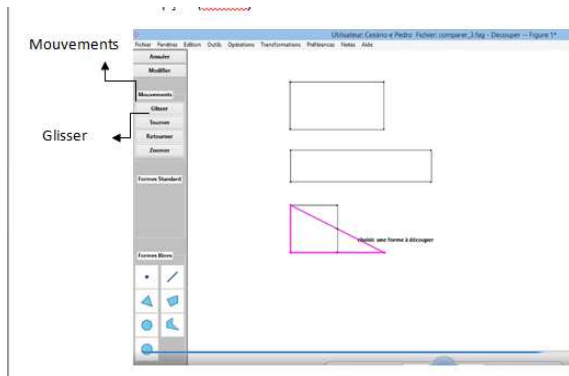 Utilisateur: Cesário e Pedro Fichier: comparer_3.fag - Découper -- Figure 1*
Fichier Fenêtres Edition Outils Opérations Transformations Préférences Notes Aide
Mouvements
Annuler
Modifier
Mouvements
Glisser
Glisser
Tourner
Retourner
Zoomer
Formes Standard
choisir une forme à découper
Formes libres